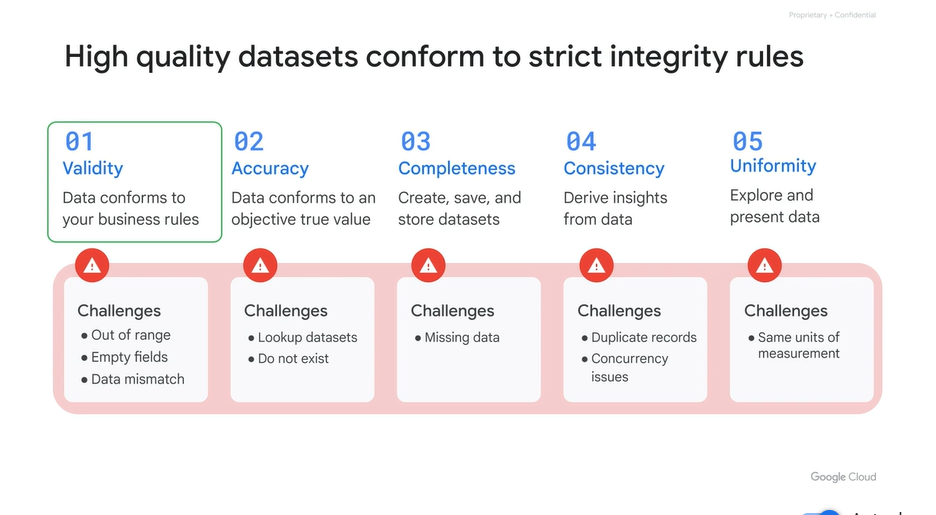 Proprietary + Confidential
High quality datasets conform to strict integrity rules
01
Validity
Data conforms to
your business rules
02
Accuracy
Data conforms to an
objective true value
03
Completeness
Create, save, and
store datasets
04
Consistency
Derive insights
from data
05
Uniformity
Explore and
present data
Challenges
● Out of range
● Empty fields
● Data mismatch
Challenges
● Lookup datasets
● Do not exist
Challenges
● Missing data
Challenges
● Duplicate records
● Concurrency
issues
Challenges
● Same units of
measurement
Google Cloud